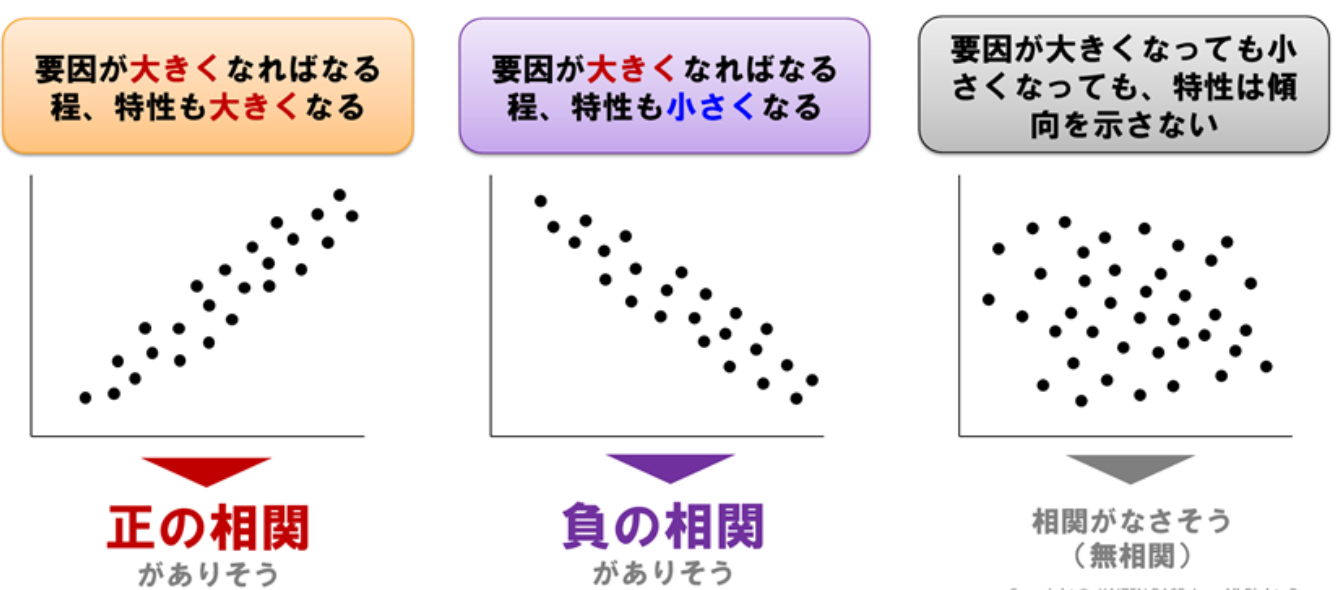 要因が大きくなればなる
程、特性も大きくなる
要因が大きくなればなる
程、特性も小さくなる
要因が大きくなっても小
さくなっても、特性は傾
向を示さない
正の相関
がありそう
負の相関
がありそう
相関がなさそう
（無相関）